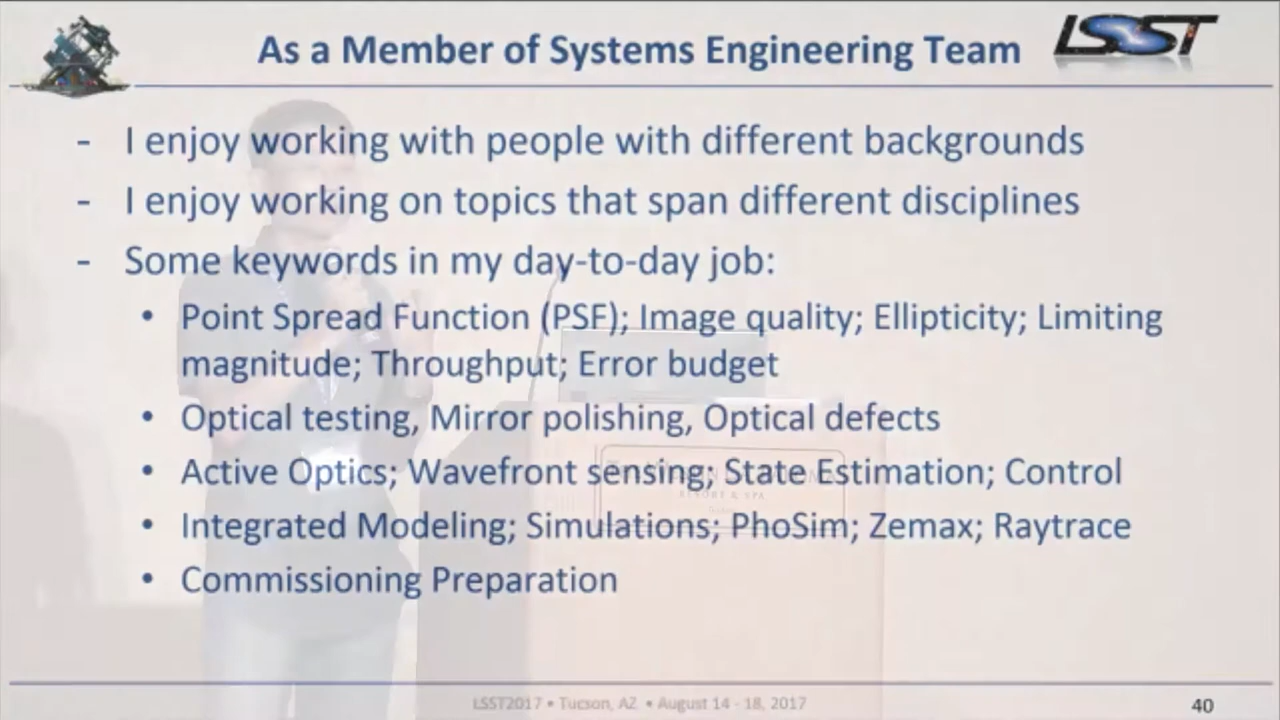 As a Member of Systems Engineering Team
LSST
- I enjoy working with people with different backgrounds
- I enjoy working on topics that span different disciplines
- Some keywords in my day-to-day job:
• Point Spread Function (PSF); Image quality; Ellipticity; Limiting
magnitude; Throughput; Error budget
• Optical testing, Mirror polishing, Optical defects
• Active Optics; Wavefront sensing; State Estimation; Control
RESORT & SPA
• Integrated Modeling; Simulations; PhoSim; Zemax; Raytrace
• Commissioning Preparation
LSST2017 • Tucson, AZ • August 14 - 18, 2017
40